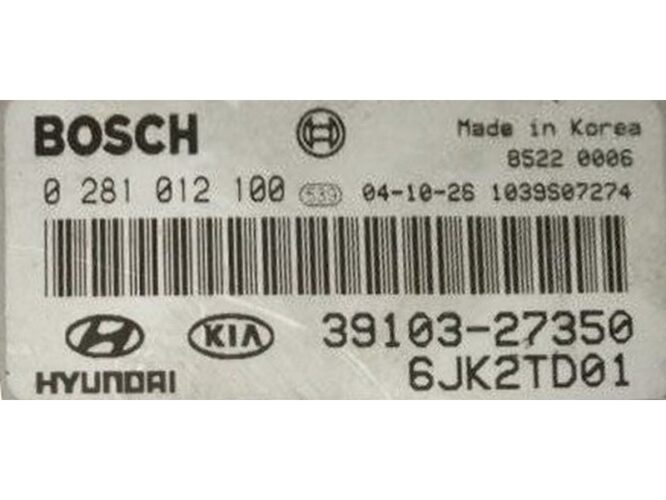 BOSCH
Made in Korea
8522 0006
0 281 012 100 539 04-10-26 1039S07274
KIA 39103-27350
HYUNDAI 6JK2TD01